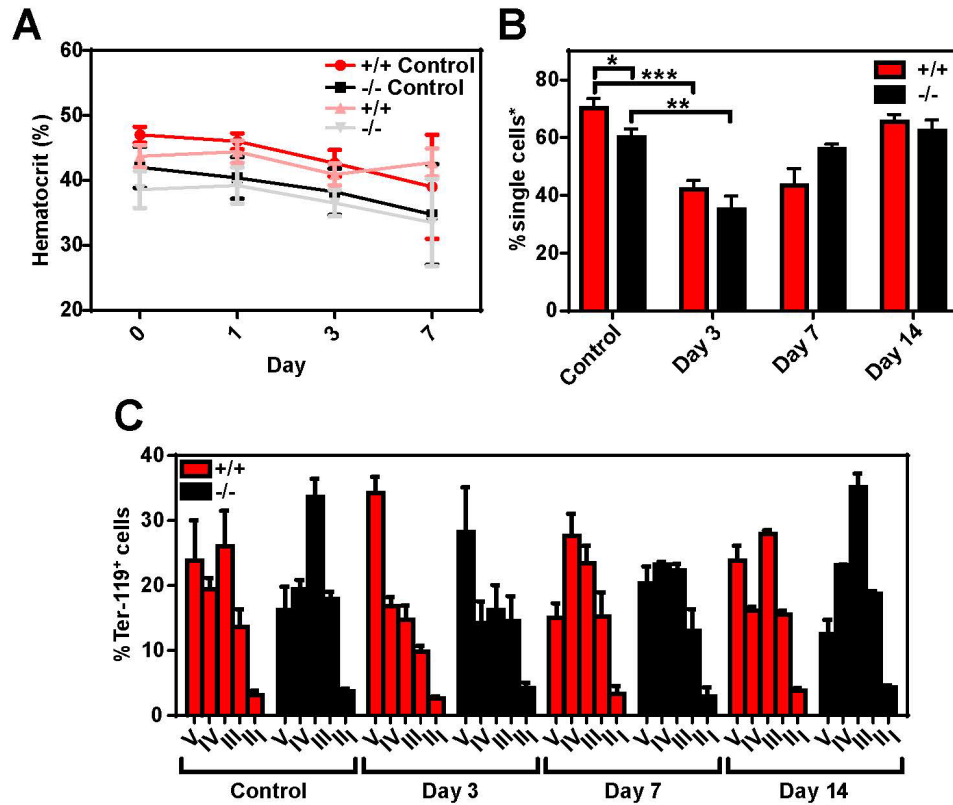 A
60
50
40
30
20
Hematocrit (%)
+/+ Control
-/- Control
+/+
-/-
0 1 3 7
Day
B
80
60
40
20
0
% single cells*
* *** **
+/+
-/-
Control Day 3 Day 7 Day 14
C
40
30
20
10
0
% Ter-119⁺ cells
+/+
-/-
V IV III II I V IV III II I V IV III II I V IV III II I V IV III II I V IV III II I V IV III II I V IV III II I
Control Day 3 Day 7 Day 14